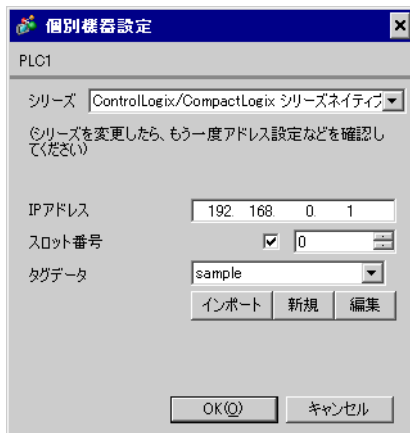 個別機器設定
PLC1
シリーズ ControlLogix/CompactLogix シリーズネイティブ
(シリーズを変更したら、もう一度アドレス設定などを確認し
てください)
IPアドレス 192. 168. 0. 1
スロット番号 0
タグデータ sample
インポート 新規 編集
OK(O) キャンセル